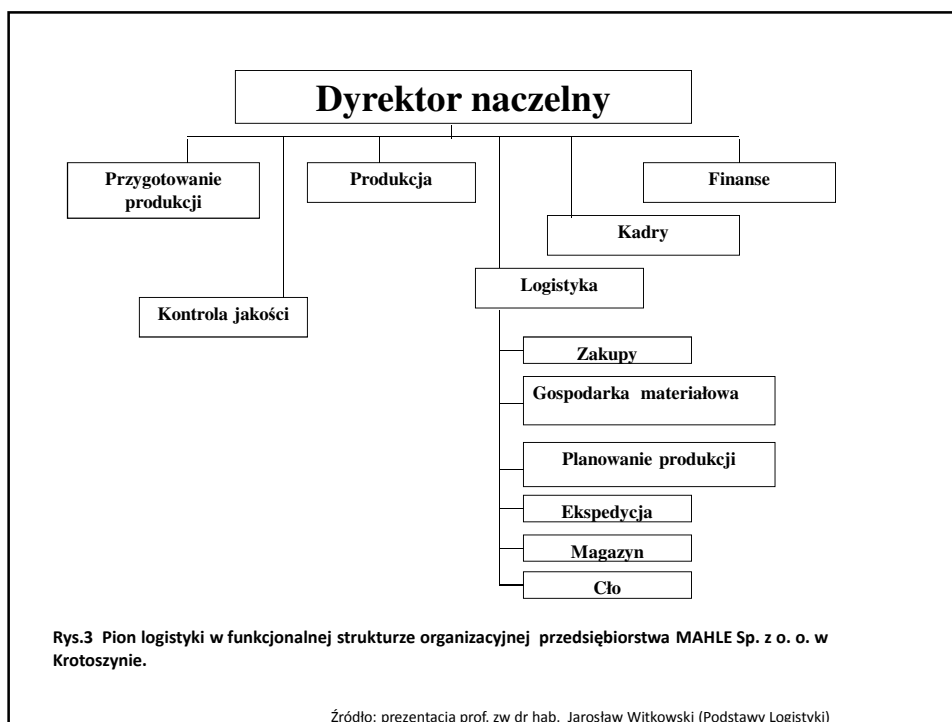 Dyrektor naczelny
Przygotowanie
produkcji
Produkcja
Finanse
Kadry
Logistyka
Kontrola jakości
Zakupy
Gospodarka materiałowa
Planowanie produkcji
Ekspedycja
Magazyn
Cło
Rys.3 Pion logistyki w funkcjonalnej strukturze organizacyjnej przedsiębiorstwa MAHLE Sp. z o. o. w
Krotoszynie.
Źródło: prezentacja prof. zw dr hab. Jarosław Witkowski (Podstawy Logistyki)